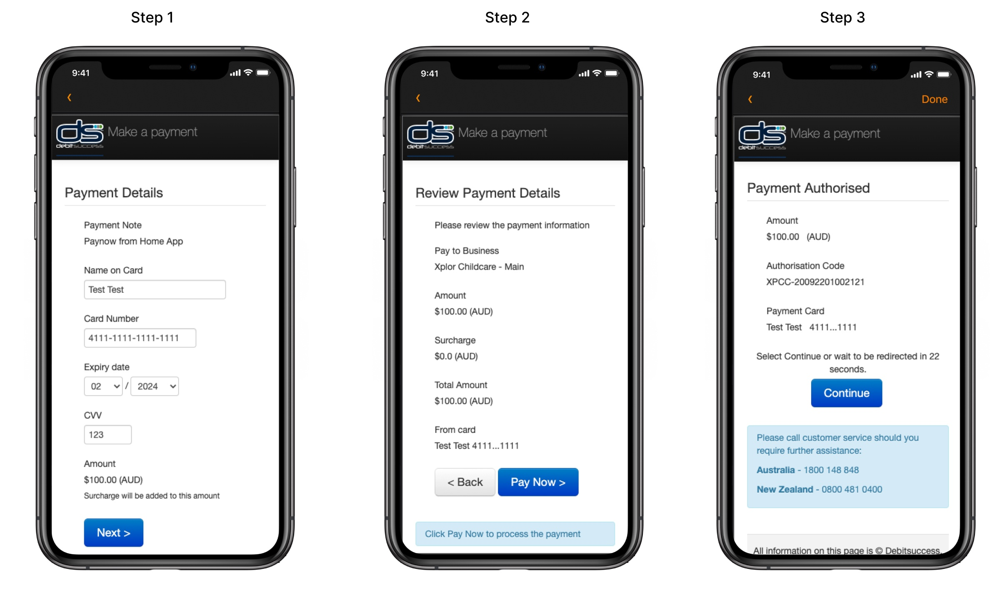 Step 1
9:41
‹
ds
debitsuccess
Make a payment
Payment Details
Payment Note
Paynow from Home App
Name on Card
Test Test
Card Number
4111-1111-1111-1111
Expiry date
02 / 2024
CVV
123
Amount
$100.00 (AUD)
Surcharge will be added to this amount
Next >
Step 2
9:41
‹
ds
debitsuccess
Make a payment
Review Payment Details
Please review the payment information
Pay to Business
Xplor Childcare - Main
Amount
$100.00 (AUD)
Surcharge
$0.0 (AUD)
Total Amount
$100.00 (AUD)
From card
Test Test 4111...1111
< Back Pay Now >
Click Pay Now to process the payment
Step 3
9:41
‹ Done
ds
debitsuccess
Make a payment
Payment Authorised
Amount
$100.00 (AUD)
Authorisation Code
XPCC-20092201002121
Payment Card
Test Test 4111...1111
Select Continue or wait to be redirected in 22
seconds.
Continue
Please call customer service should you
require further assistance:
Australia - 1800 148 848
New Zealand - 0800 481 0400
All information on this page is © Debitsuccess.